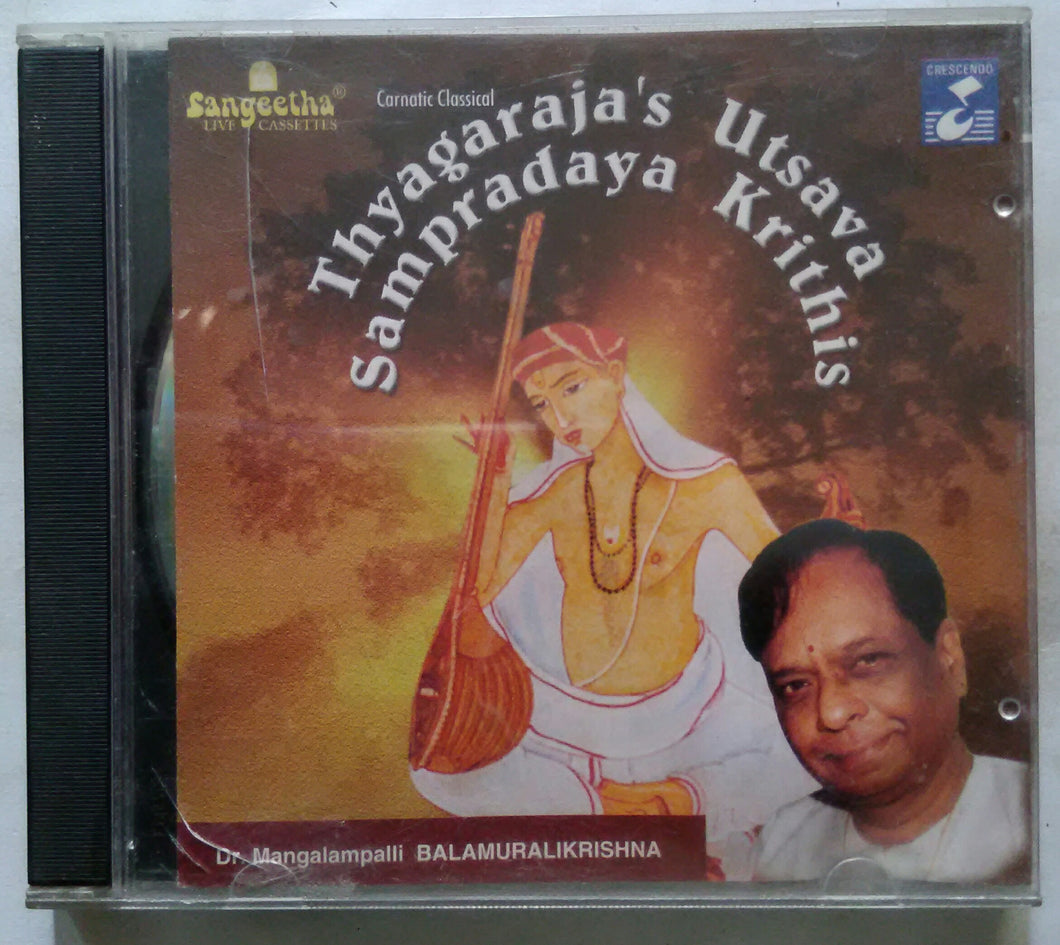 Sangeetha®
LIVE CASSETTES
Carnatic Classical
CRESCENDO
Thyagaraja's Utsava
Sampradaya Krithis
Dr. Mangalampalli BALAMURALIKRISHNA